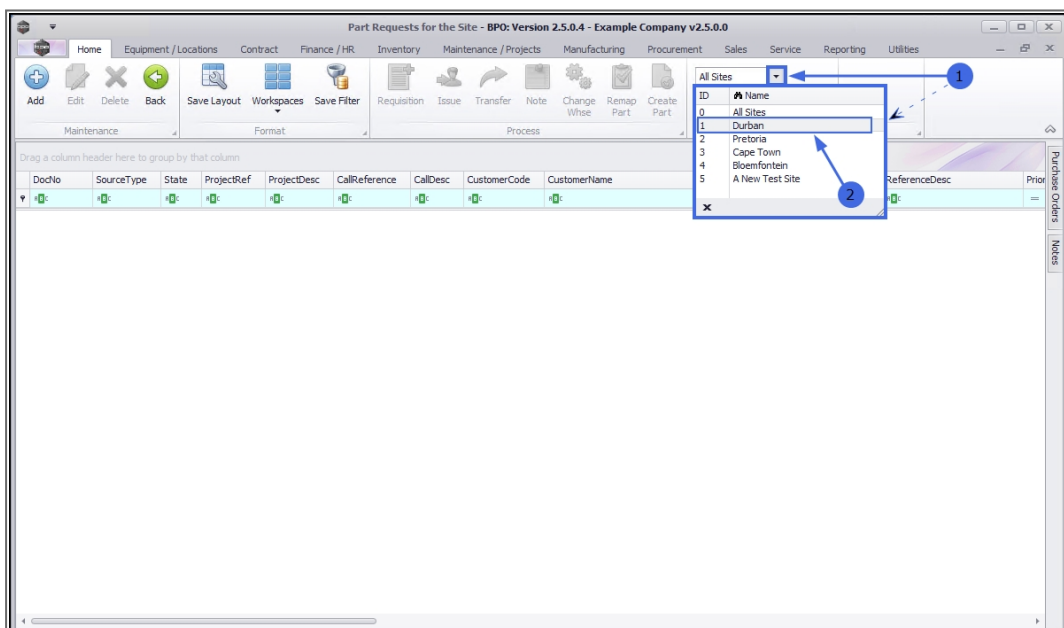 Part Requests for the Site - BPO: Version 2.5.0.4 - Example Company v2.5.0.0
Home Equipment / Locations Contract Finance / HR Inventory Maintenance / Projects Manufacturing Procurement Sales Service Reporting Utilities
Add Edit Delete Back Save Layout Workspaces Save Filter Requisition Issue Transfer Note Change Whse Remap Part Create Part
All Sites
1
Maintenance Format Process
ID Name
0 All Sites
1 Durban
2 Pretoria
3 Cape Town
4 Bloemfontein
5 A New Test Site
2
Drag a column header here to group by that column
DocNo SourceType State ProjectRef ProjectDesc CallReference CallDesc CustomerCode CustomerName ReferenceDesc Prior
Purchase Orders
Notes